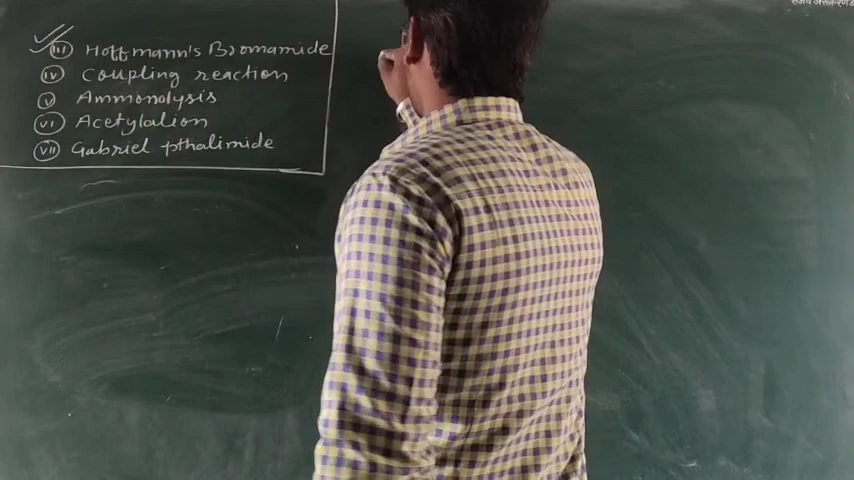 ✓ (iii) Hoffmann's Bromamide
(iv) Coupling reaction
(v) Ammonolysis
(vi) Acetylation
(vii) Gabriel pthalimide